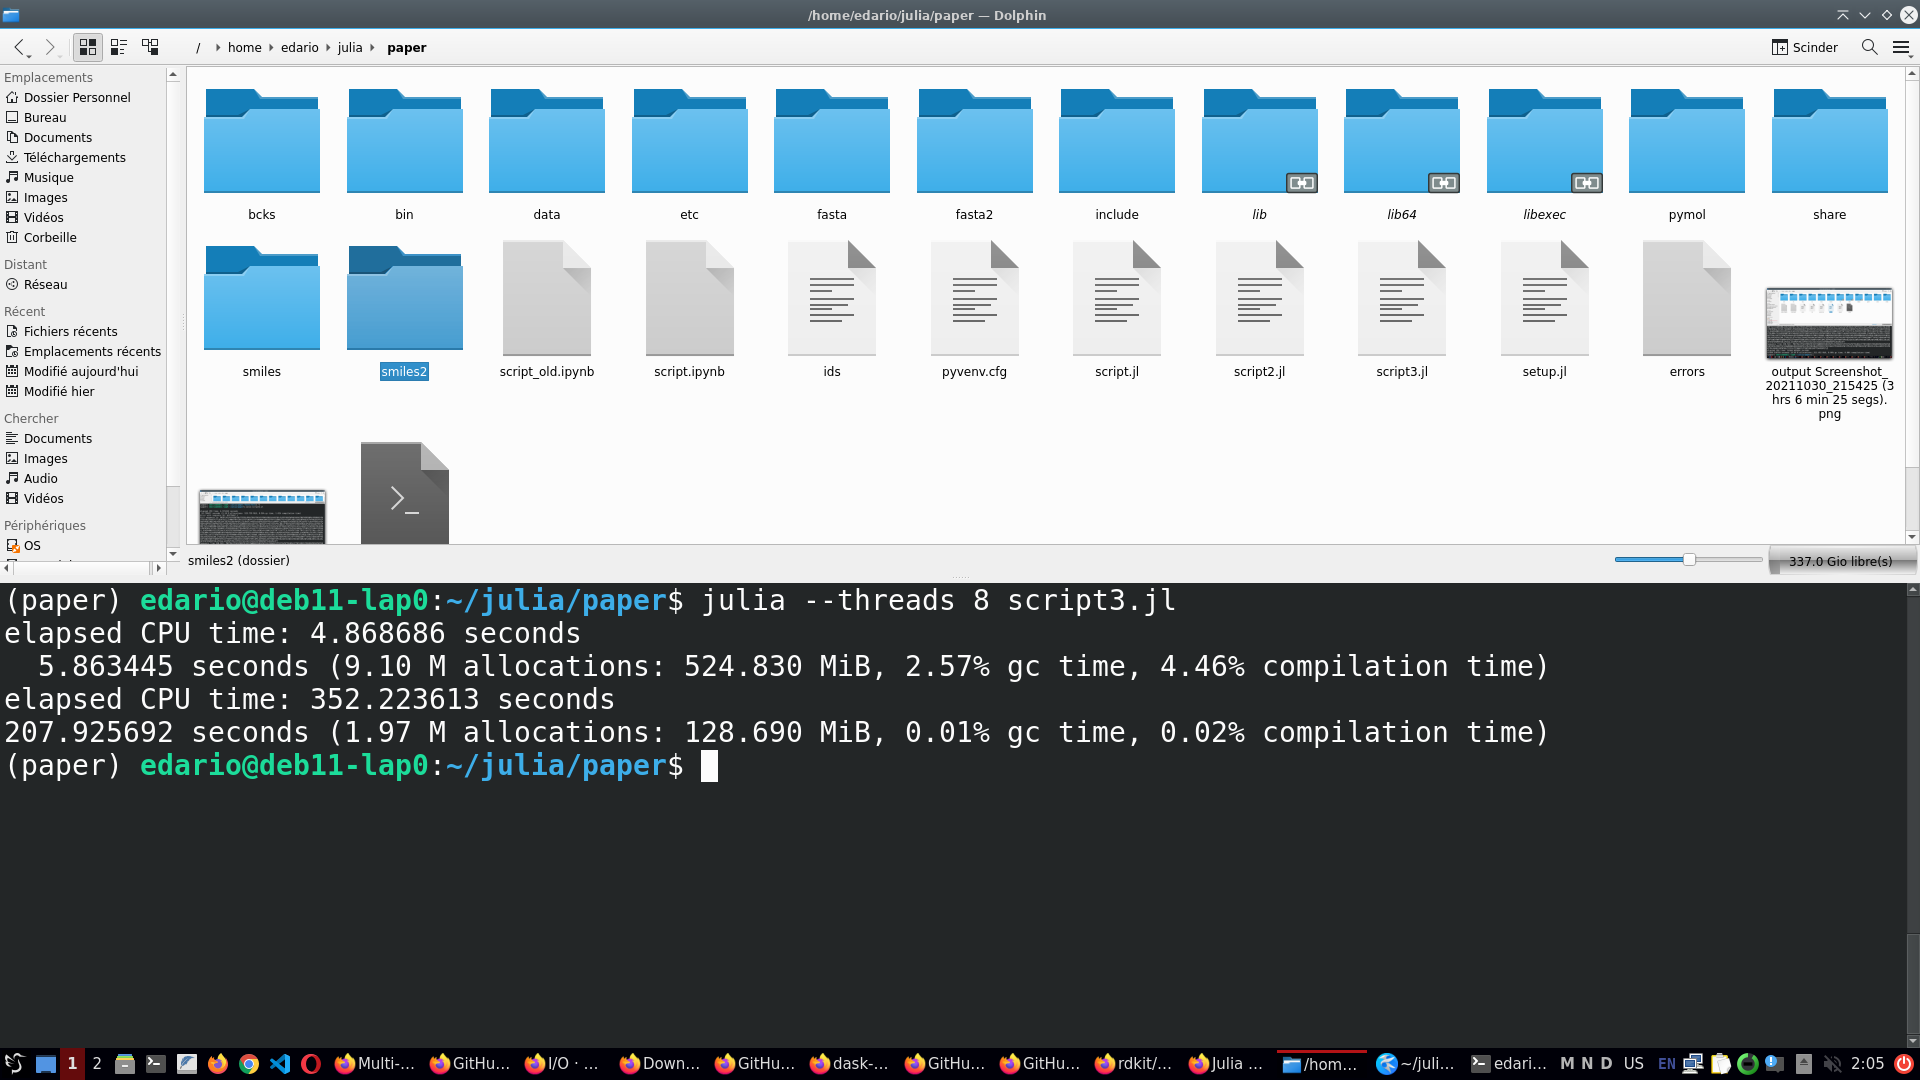 /home/edario/julia/paper — Dolphin
/ home edario julia paper
Scinder
Emplacements
Dossier Personnel
Bureau
Documents
Téléchargements
Musique
Images
Vidéos
Corbeille
Distant
Réseau
Récent
Fichiers récents
Emplacements récents
Modifié aujourd'hui
Modifié hier
Chercher
Documents
Images
Audio
Vidéos
Périphériques
OS
bcks bin data etc fasta fasta2 include lib lib64 libexec pymol share
smiles smiles2 script_old.ipynb script.ipynb ids pyvenv.cfg script.jl script2.jl script3.jl setup.jl errors
output Screenshot_
20211030_215425 (3
hrs 6 min 25 segs).
png
smiles2 (dossier)
337.0 Gio libre(s)
(paper) edario@deb11-lap0:~/julia/paper$ julia --threads 8 script3.jl
elapsed CPU time: 4.868686 seconds
5.863445 seconds (9.10 M allocations: 524.830 MiB, 2.57% gc time, 4.46% compilation time)
elapsed CPU time: 352.223613 seconds
207.925692 seconds (1.97 M allocations: 128.690 MiB, 0.01% gc time, 0.02% compilation time)
(paper) edario@deb11-lap0:~/julia/paper$
1 2 Multi-... GitHu... I/O · ... Down... GitHu... dask-... GitHu... GitHu... rdkit/... Julia ... /hom... ~/juli... edari... M N D US EN 2:05